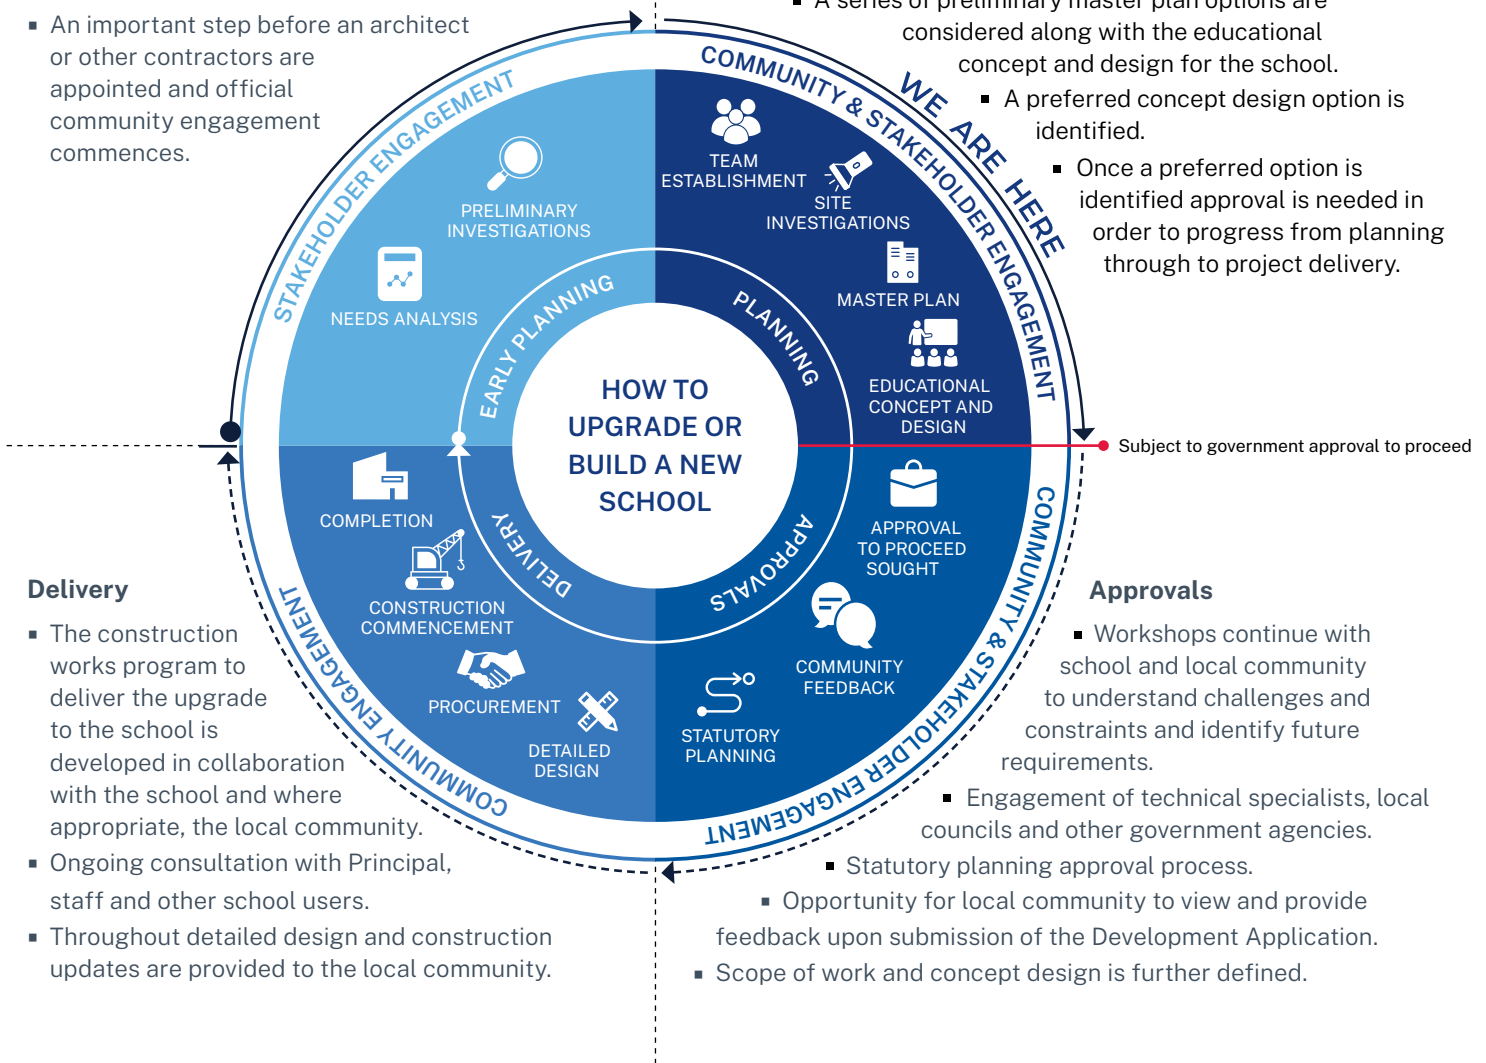 An important step before an architect
or other contractors are
appointed and official
community engagement
commences.
A series of preliminary master plan options are
considered along with the educational
concept and design for the school.
A preferred concept design option is
identified.
Once a preferred option is
identified approval is needed in
order to progress from planning
through to project delivery.
WE ARE HERE
STAKEHOLDER ENGAGEMENT
COMMUNITY & STAKEHOLDER ENGAGEMENT
PRELIMINARY
INVESTIGATIONS
NEEDS ANALYSIS
EARLY PLANNING
TEAM
ESTABLISHMENT
SITE
INVESTIGATIONS
MASTER PLAN
EDUCATIONAL
CONCEPT AND
DESIGN
PLANNING
HOW TO
UPGRADE OR
BUILD A NEW
SCHOOL
Subject to government approval to proceed
APPROVAL
TO PROCEED
SOUGHT
COMMUNITY
FEEDBACK
STATUTORY
PLANNING
APPROVALS
COMMUNITY & STAKEHOLDER ENGAGEMENT
DETAILED
DESIGN
PROCUREMENT
CONSTRUCTION
COMMENCEMENT
COMPLETION
DELIVERY
COMMUNITY ENGAGEMENT
Delivery
The construction
works program to
deliver the upgrade
to the school is
developed in collaboration
with the school and where
appropriate, the local community.
Ongoing consultation with Principal,
staff and other school users.
Throughout detailed design and construction
updates are provided to the local community.
Approvals
Workshops continue with
school and local community
to understand challenges and
constraints and identify future
requirements.
Engagement of technical specialists, local
councils and other government agencies.
Statutory planning approval process.
Opportunity for local community to view and provide
feedback upon submission of the Development Application.
Scope of work and concept design is further defined.